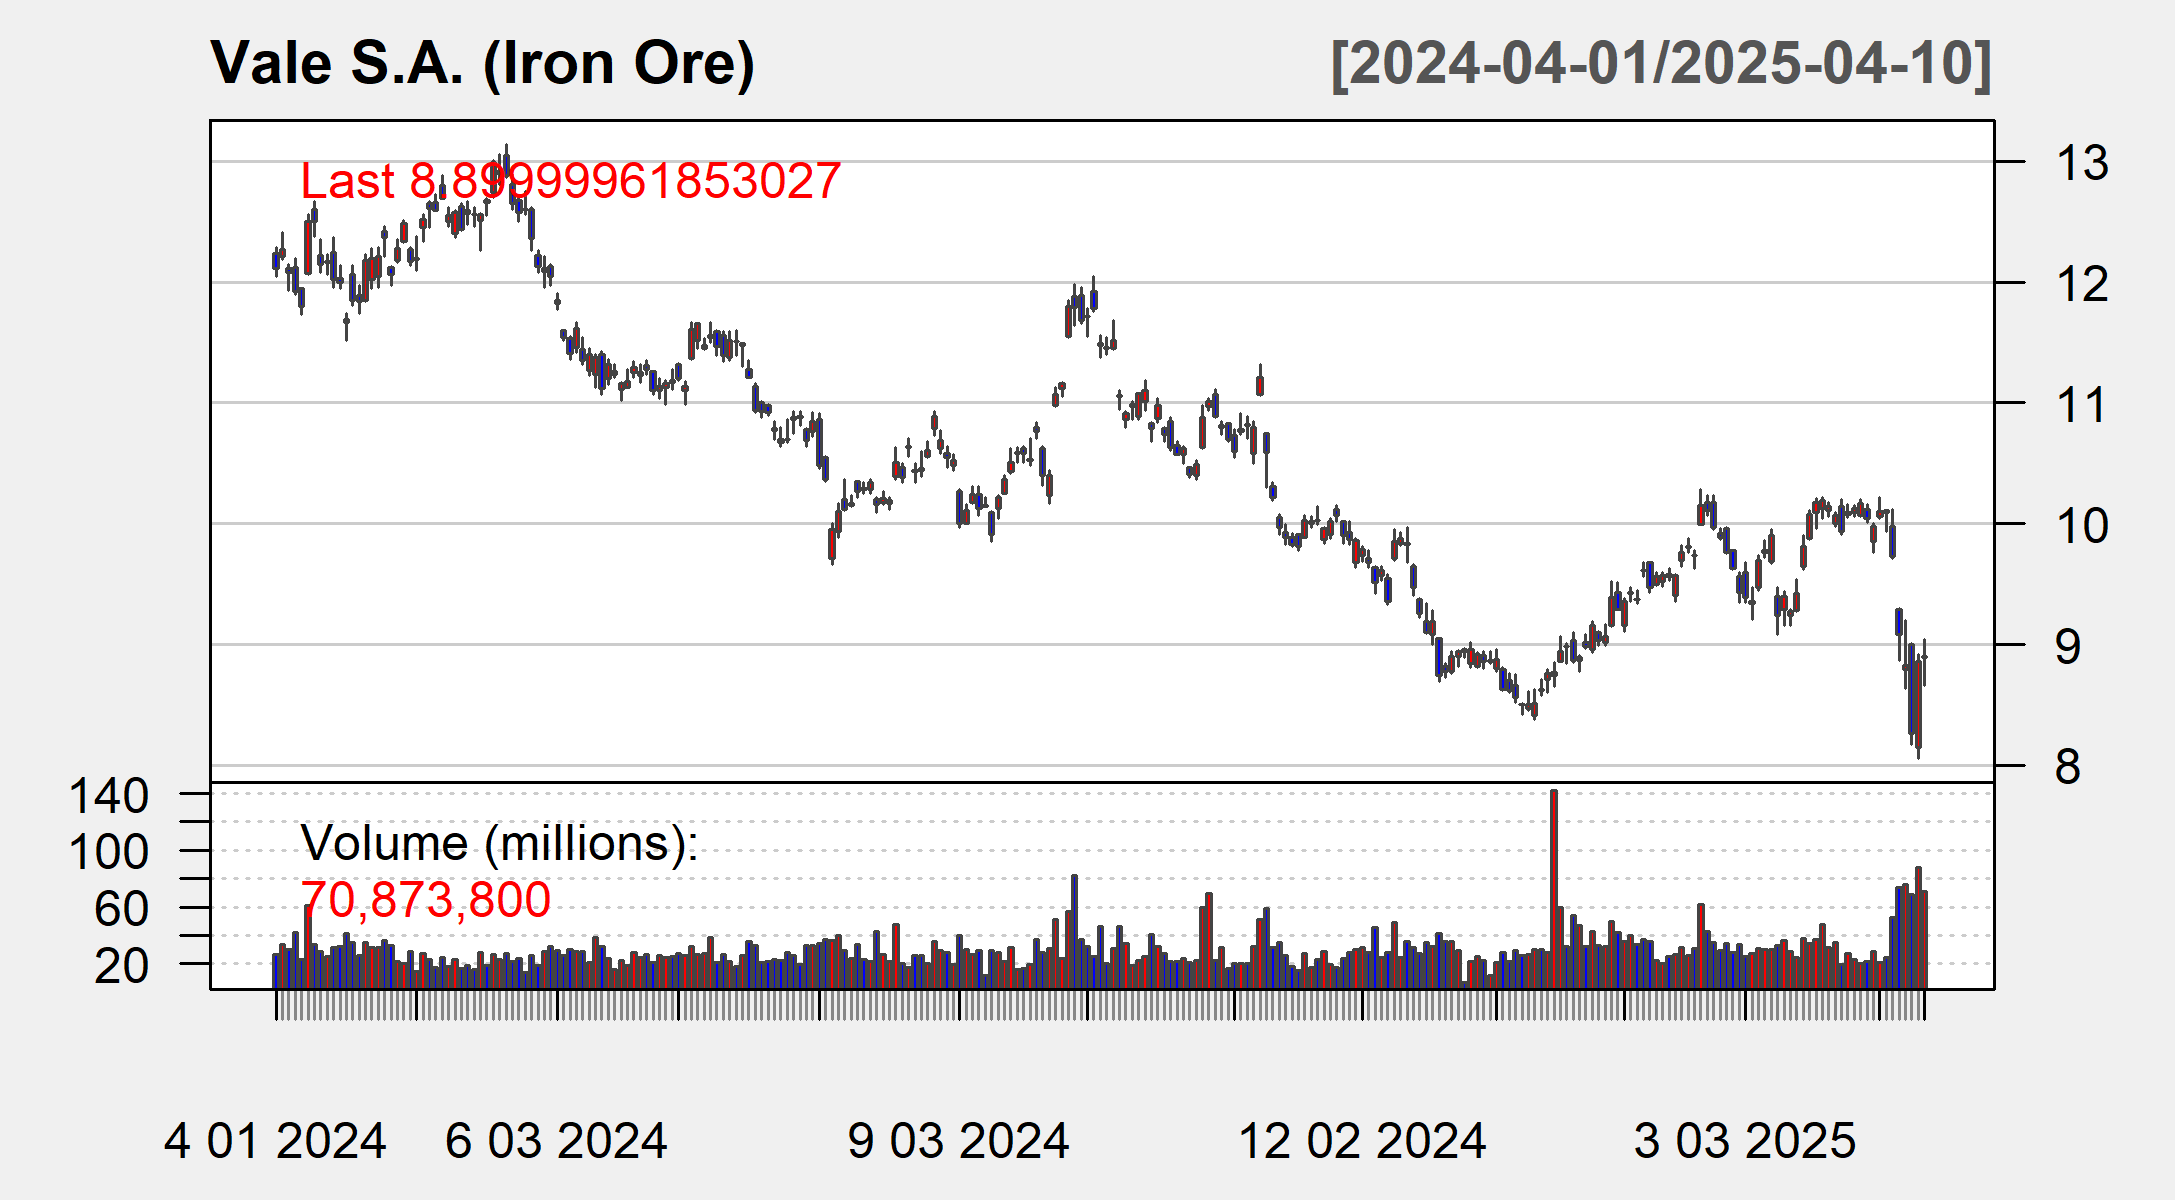 Vale S.A. (Iron Ore) [2024-04-01/2025-04-10]
Last 8.89999961853027
13
12
11
10
9
8
140
100
60
20
Volume (millions):
70,873,800
4 01 2024 6 03 2024 9 03 2024 12 02 2024 3 03 2025